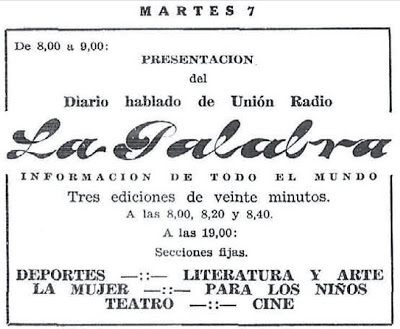 MARTES 7
De 8,00 a 9,00:
PRESENTACION
del
Diario hablado de Unión Radio
La Palabra
INFORMACION DE TODO EL MUNDO
Tres ediciones de veinte minutos.
A las 8,00, 8,20 y 8,40.
A las 19,00:
Secciones fijas.
DEPORTES —::— LITERATURA Y ARTE
LA MUJER —::— PARA LOS NIÑOS
TEATRO —::— CINE